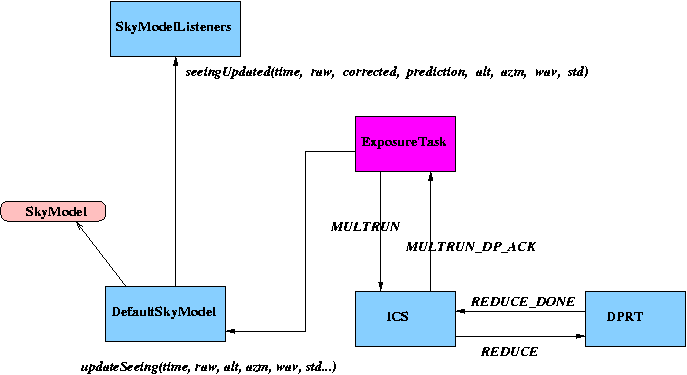 SkyModelListeners
seeingUpdated(time, raw, corrected, prediction, alt, azm, wav, std)
ExposureTask
SkyModel
MULTRUN
MULTRUN_DP_ACK
DefaultSkyModel
ICS
REDUCE_DONE
DPRT
REDUCE
updateSeeing(time, raw, alt, azm, wav, std...)